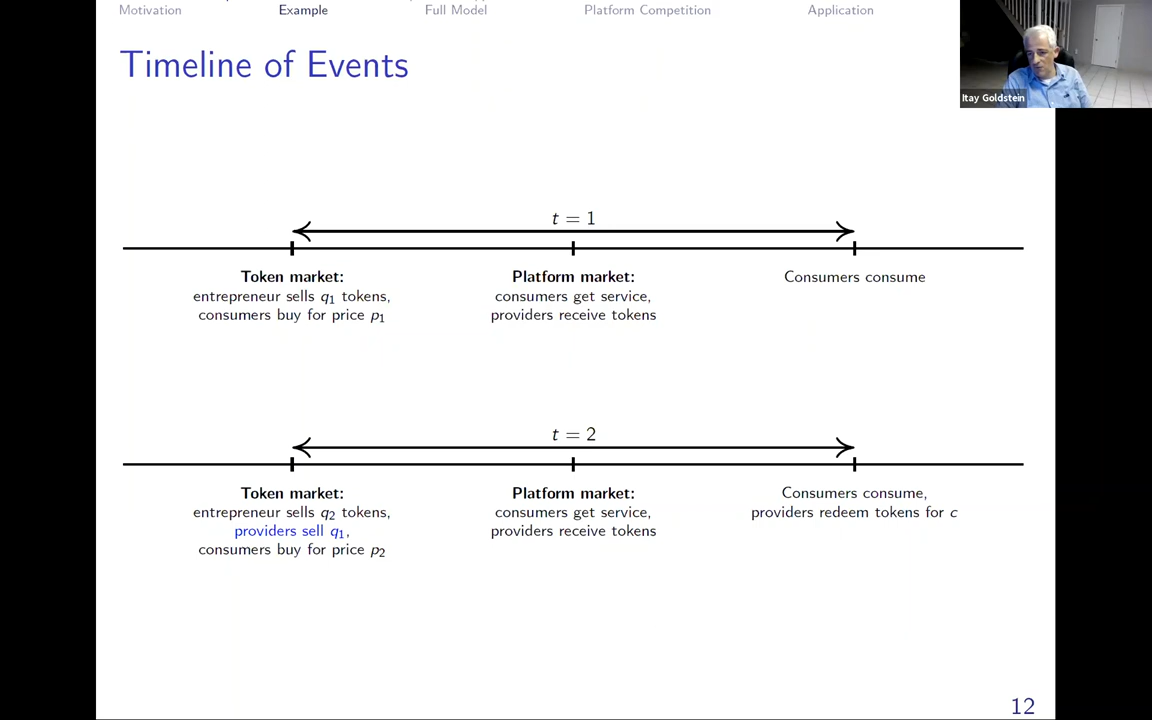 Motivation
Example
Full Model
Platform Competition
Application
Timeline of Events
Itay Goldstein
t = 1
Token market:
entrepreneur sells q1 tokens,
consumers buy for price p1
Platform market:
consumers get service,
providers receive tokens
Consumers consume
t = 2
Token market:
entrepreneur sells q2 tokens,
providers sell q1,
consumers buy for price p2
Platform market:
consumers get service,
providers receive tokens
Consumers consume,
providers redeem tokens for c
12